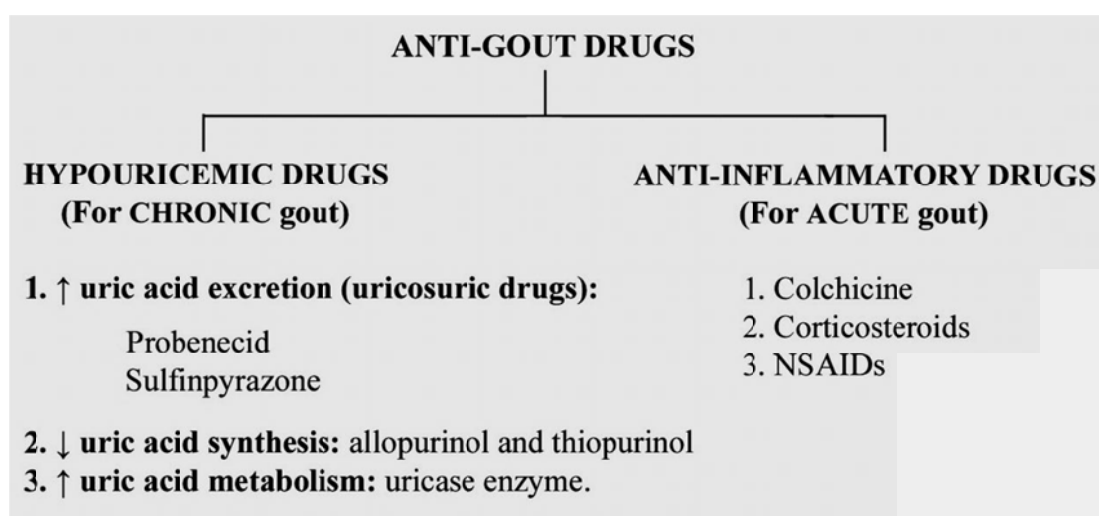 ANTI-GOUT DRUGS
HYPOURICEMIC DRUGS
(For CHRONIC gout)
1. ↑ uric acid excretion (uricosuric drugs):
Probenecid
Sulfinpyrazone
2. ↓ uric acid synthesis: allopurinol and thiopurinol
3. ↑ uric acid metabolism: uricase enzyme.
ANTI-INFLAMMATORY DRUGS
(For ACUTE gout)
1. Colchicine
2. Corticosteroids
3. NSAIDs